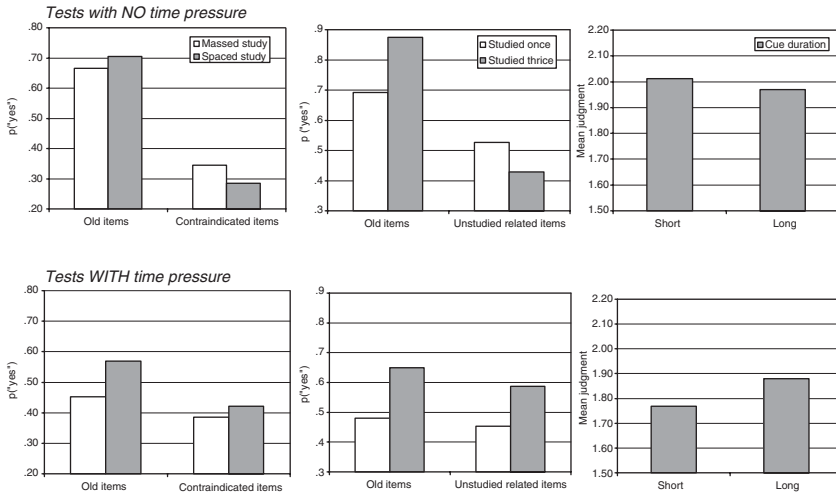 Tests with NO time pressure
.80
.70
.60
.50
.40
.30
.20
p("yes")
Massed study
Spaced study
Old items
Contraindicated items
.9
.8
.7
.6
.5
.4
.3
p ("yes")
Studied once
Studied thrice
Old items
Unstudied related items
2.20
2.10
2.00
1.90
1.80
1.70
1.60
1.50
Mean judgment
Cue duration
Short
Long
Tests WITH time pressure
.80
.70
.60
.50
.40
.30
.20
p("yes")
Old items
Contraindicated items
.9
.8
.7
.6
.5
.4
.3
p("yes")
Old items
Unstudied related items
2.20
2.10
2.00
1.90
1.80
1.70
1.60
1.50
Mean judgment
Short
Long